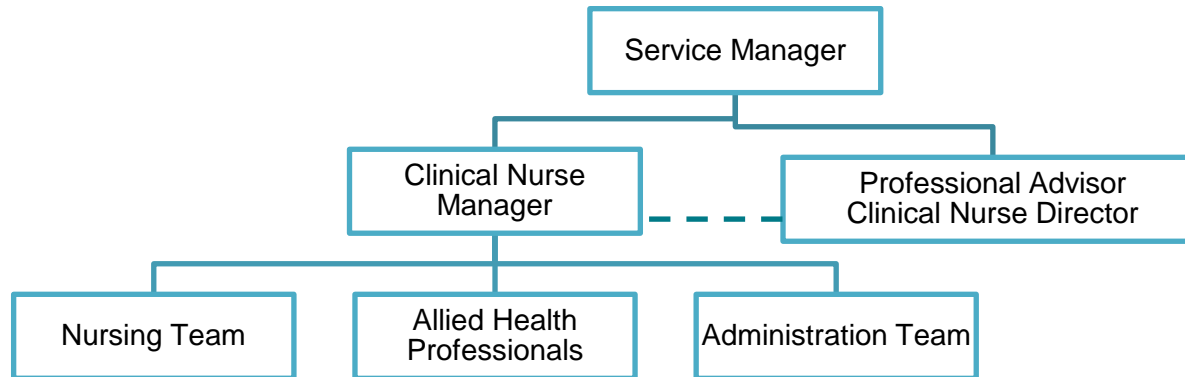 Service Manager
Clinical Nurse
Manager
Professional Advisor
Clinical Nurse Director
Nursing Team
Allied Health
Professionals
Administration Team